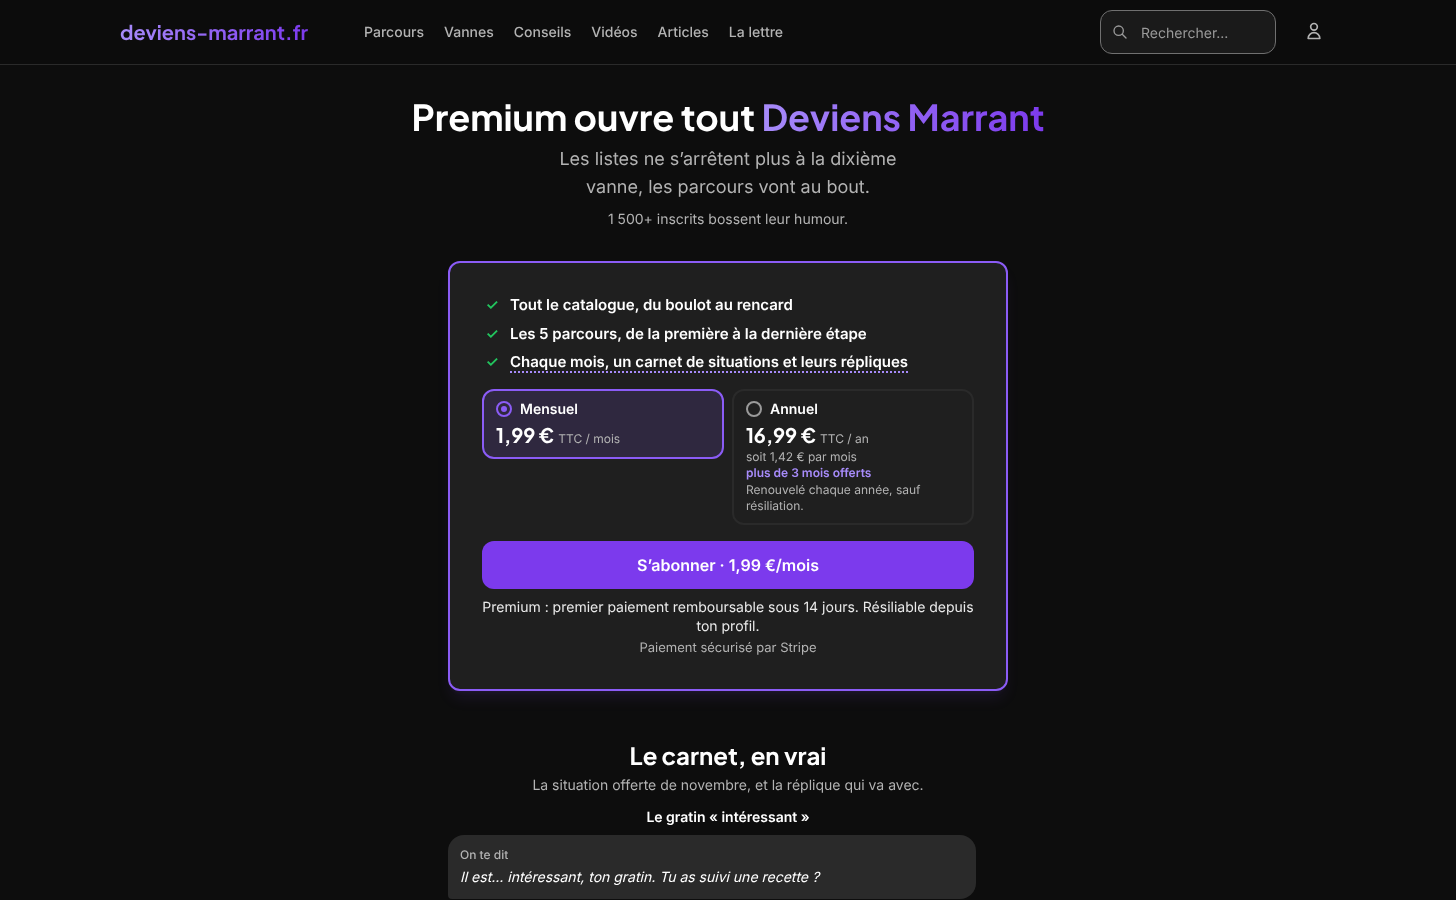 deviens-marrant.fr
Parcours
Vannes
Conseils
Vidéos
Articles
La lettre
Rechercher...
Premium ouvre tout Deviens Marrant
Les listes ne s’arrêtent plus à la dixième
vanne, les parcours vont au bout.
1 500+ inscrits bossent leur humour.
Tout le catalogue, du boulot au rencard
Les 5 parcours, de la première à la dernière étape
Chaque mois, un carnet de situations et leurs répliques
Mensuel
1,99 € TTC / mois
Annuel
16,99 € TTC / an
soit 1,42 € par mois
plus de 3 mois offerts
Renouvelé chaque année, sauf
résiliation.
S’abonner · 1,99 €/mois
Premium : premier paiement remboursable sous 14 jours. Résiliable depuis
ton profil.
Paiement sécurisé par Stripe
Le carnet, en vrai
La situation offerte de novembre, et la réplique qui va avec.
Le gratin « intéressant »
On te dit
Il est… intéressant, ton gratin. Tu as suivi une recette ?